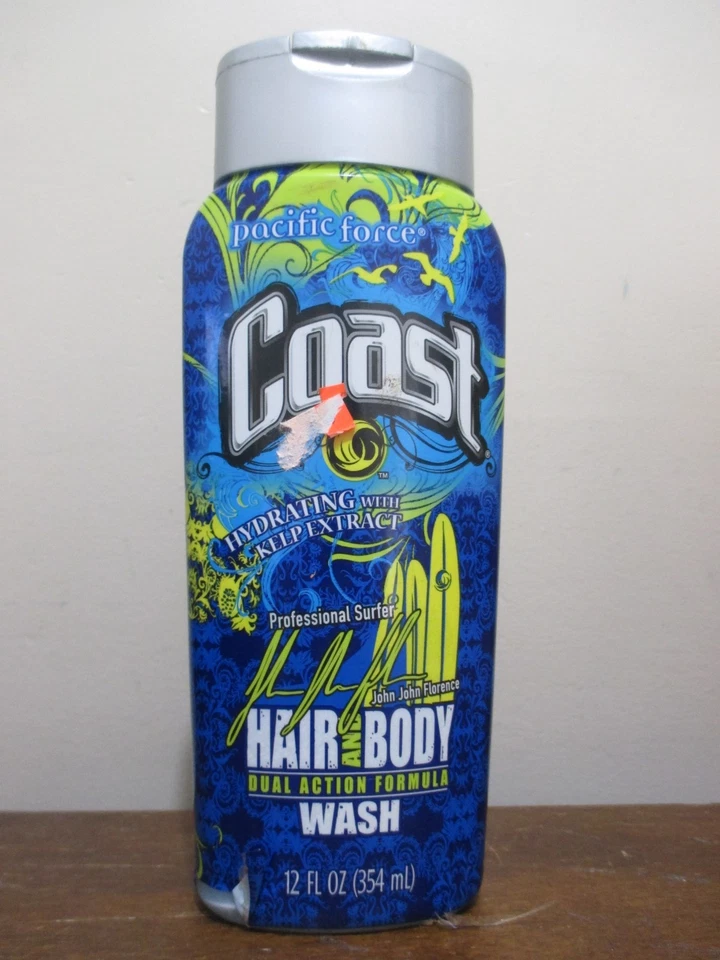 pacific force®
Coast®
™
HYDRATING WITH
KELP EXTRACT
Professional Surfer
John John Florence
HAIR AND BODY
DUAL ACTION FORMULA
WASH
12 FL OZ (354 mL)